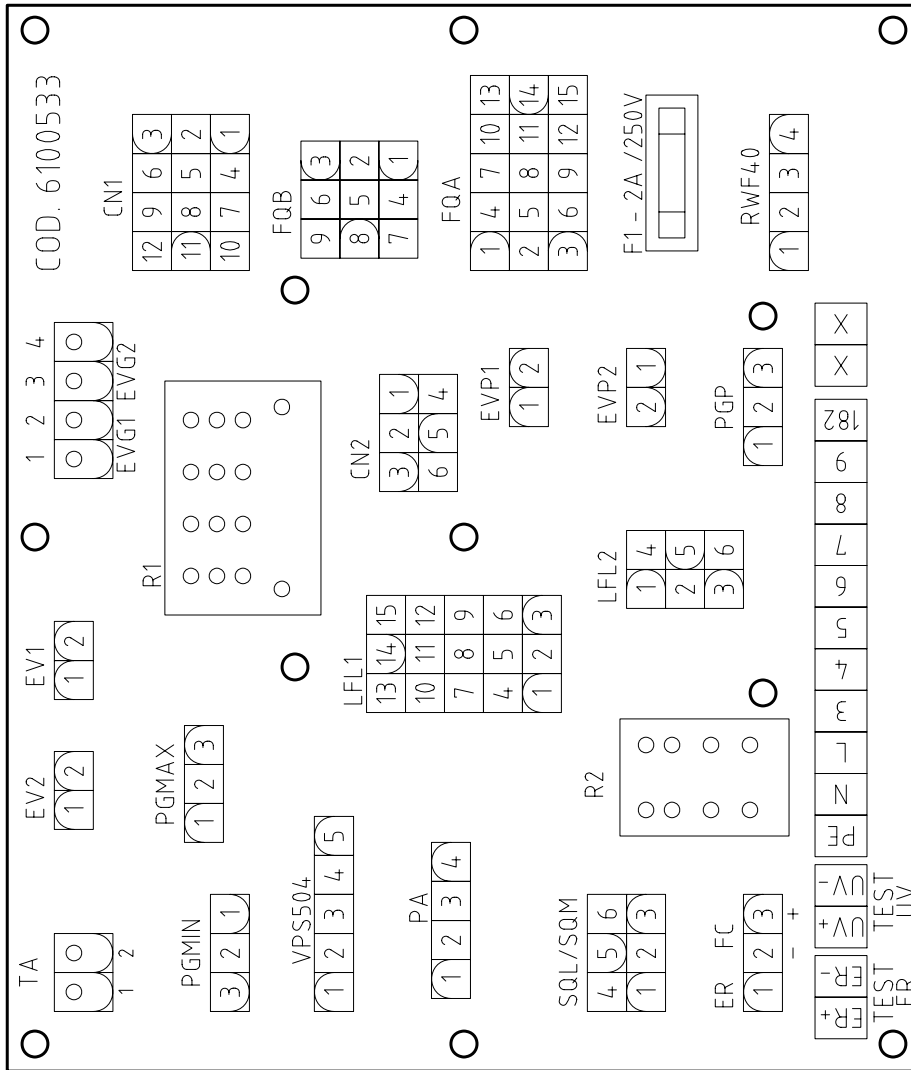 TA
1 2
EV2
1 2
EV1
1 2
1 2 3 4
EVG1 EVG2
COD. 6100533
CN1
12 9 6 3
11 8 5 2
10 7 4 1
PGMIN
3 2 1
PGMAX
1 2 3
R1
FQB
9 6 3
8 5 2
7 4 1
VPS504
1 2 3 4 5
LFL1
13 14 15
10 11 12
7 8 9
4 5 6
1 2 3
CN2
3 2 1
6 5 4
FQA
1 4 7 10 13
2 5 8 11 14
3 6 9 12 15
PA
1 2 3 4
EVP1
1 2
SQL/SQM
4 5 6
1 2 3
R2
LFL2
1 4
2 5
3 6
EVP2
2 1
F1 - 2A /250V
ER FC
1 2 3
- +
PGP
1 2 3
RWF40
1 2 3 4
ER+ ER- UV+ UV- PE N L 3 4 5 6 7 8 9 182 X X
TEST TEST
ER UV